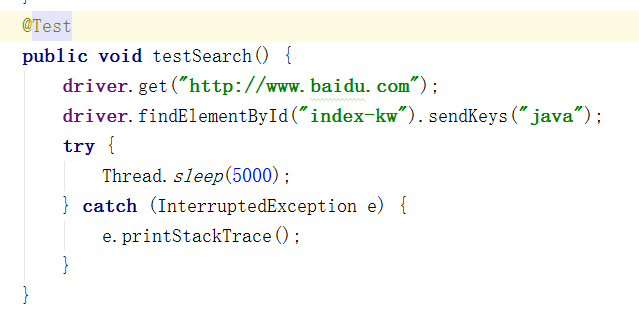 @Test
public void testSearch() {
    driver.get("http://www.baidu.com");
    driver.findElementById("index-kw").sendKeys("java");
    try {
        Thread.sleep(5000);
    } catch (InterruptedException e) {
        e.printStackTrace();
    }
}